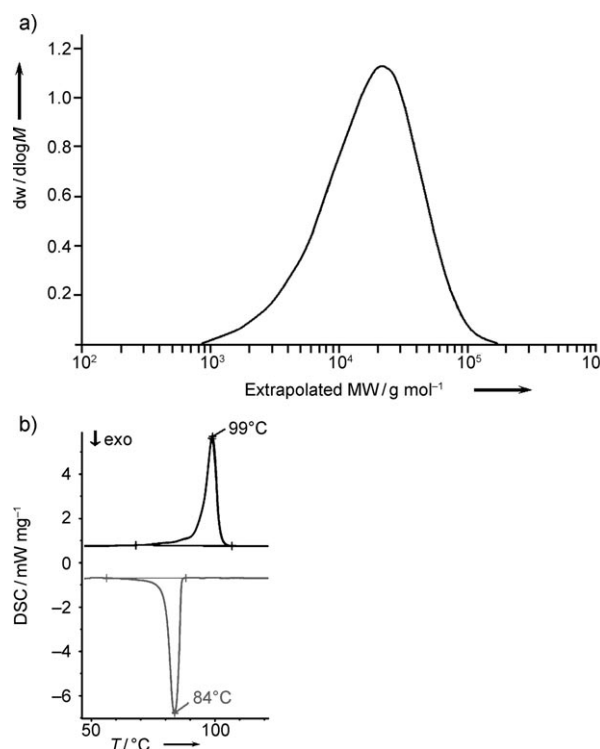 a)
1.2
1.0
0.8
0.6
0.4
0.2
dw / dlogM
10² 10³ 10⁴ 10⁵ 10
Extrapolated MW / g mol⁻¹
b)
↓ exo
99°C
4
2
0
−2
−4
−6
DSC / mW mg⁻¹
84°C
50 100
T / °C